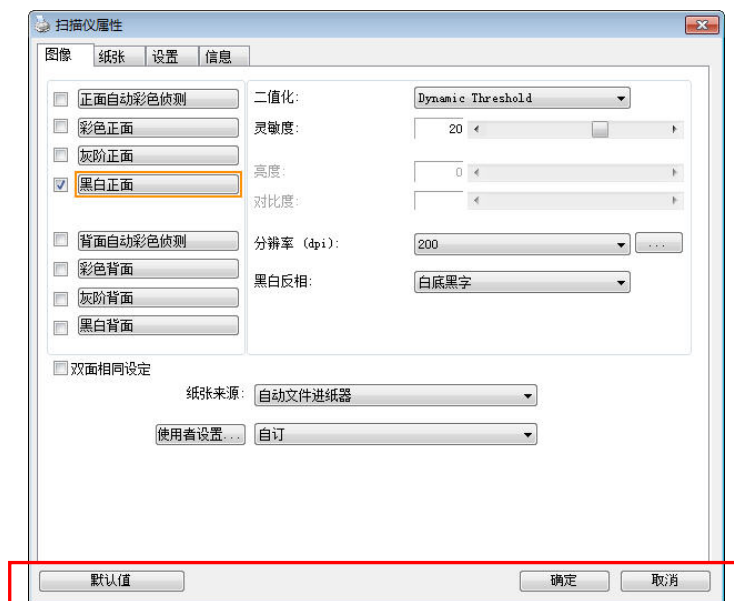 扫描仪属性
图像 纸张 设置 信息
正面自动彩色侦测
彩色正面
灰阶正面
黑白正面
背面自动彩色侦测
彩色背面
灰阶背面
黑白背面
二值化: Dynamic Threshold
灵敏度: 20
亮度: 0
对比度:
分辨率 (dpi): 200 ...
黑白反相: 白底黑字
双面相同设定
纸张来源: 自动文件进纸器
使用者设置... 自订
默认值 确定 取消